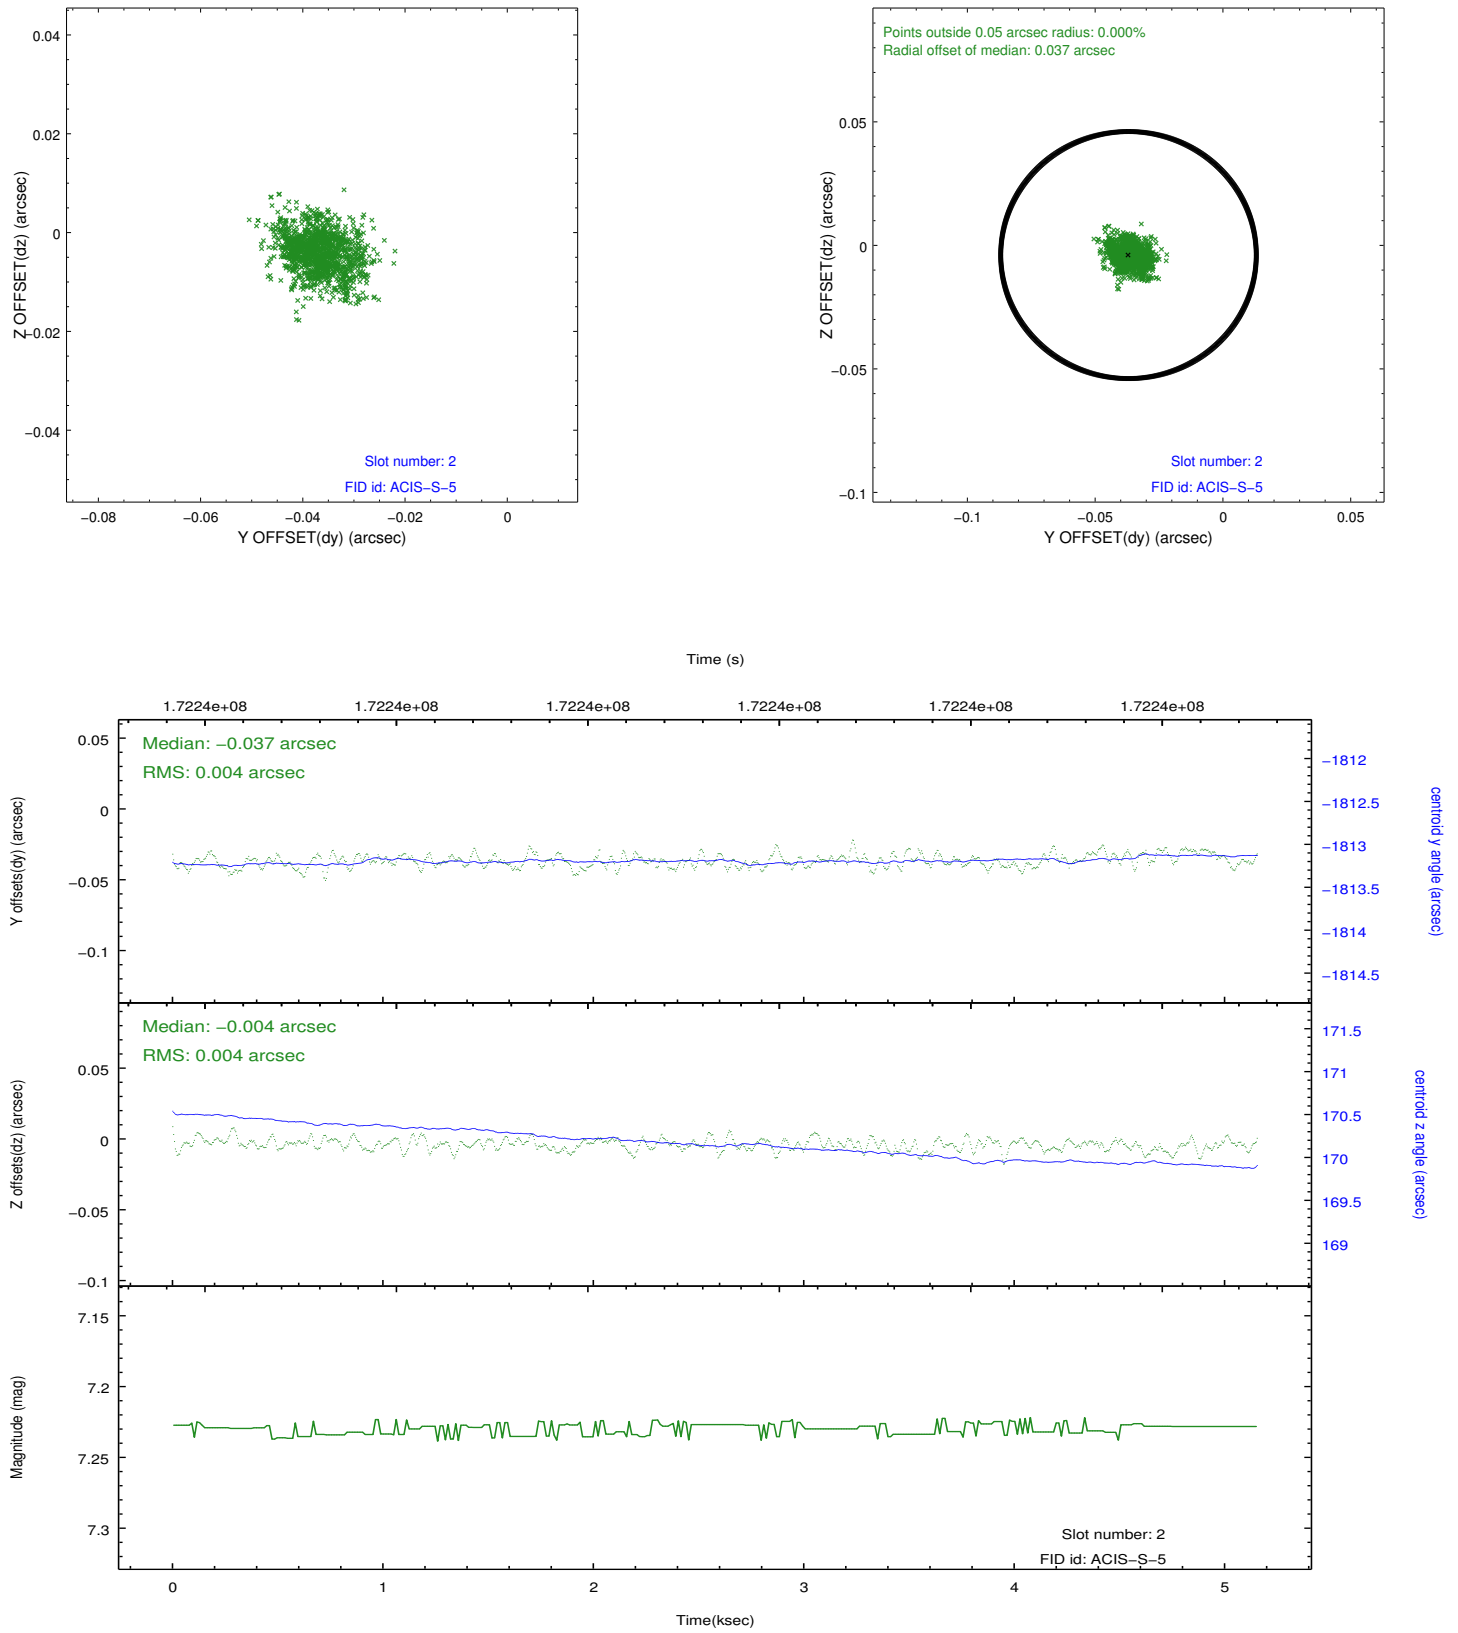 0.04
0.02
0
−0.02
−0.04
Z OFFSET(dz) (arcsec)
Slot number: 2
FID id: ACIS−S−5
−0.08 −0.06 −0.04 −0.02 0
Y OFFSET(dy) (arcsec)
Points outside 0.05 arcsec radius: 0.000%
Radial offset of median: 0.037 arcsec
0.05
0
−0.05
−0.1
Z OFFSET(dz) (arcsec)
Slot number: 2
FID id: ACIS−S−5
−0.1 −0.05 0 0.05
Y OFFSET(dy) (arcsec)
Time (s)
1.7224e+08 1.7224e+08 1.7224e+08 1.7224e+08 1.7224e+08 1.7224e+08
Median: −0.037 arcsec
RMS: 0.004 arcsec
0.05
0
−0.05
−0.1
Y offsets(dy) (arcsec)
−1812
−1812.5
−1813
−1813.5
−1814
−1814.5
centroid y angle (arcsec)
Median: −0.004 arcsec
RMS: 0.004 arcsec
0.05
0
−0.05
−0.1
Z offsets(dz) (arcsec)
171.5
171
170.5
170
169.5
169
centroid z angle (arcsec)
7.15
7.2
7.25
7.3
Magnitude (mag)
Slot number: 2
FID id: ACIS−S−5
0 1 2 3 4 5
Time(ksec)